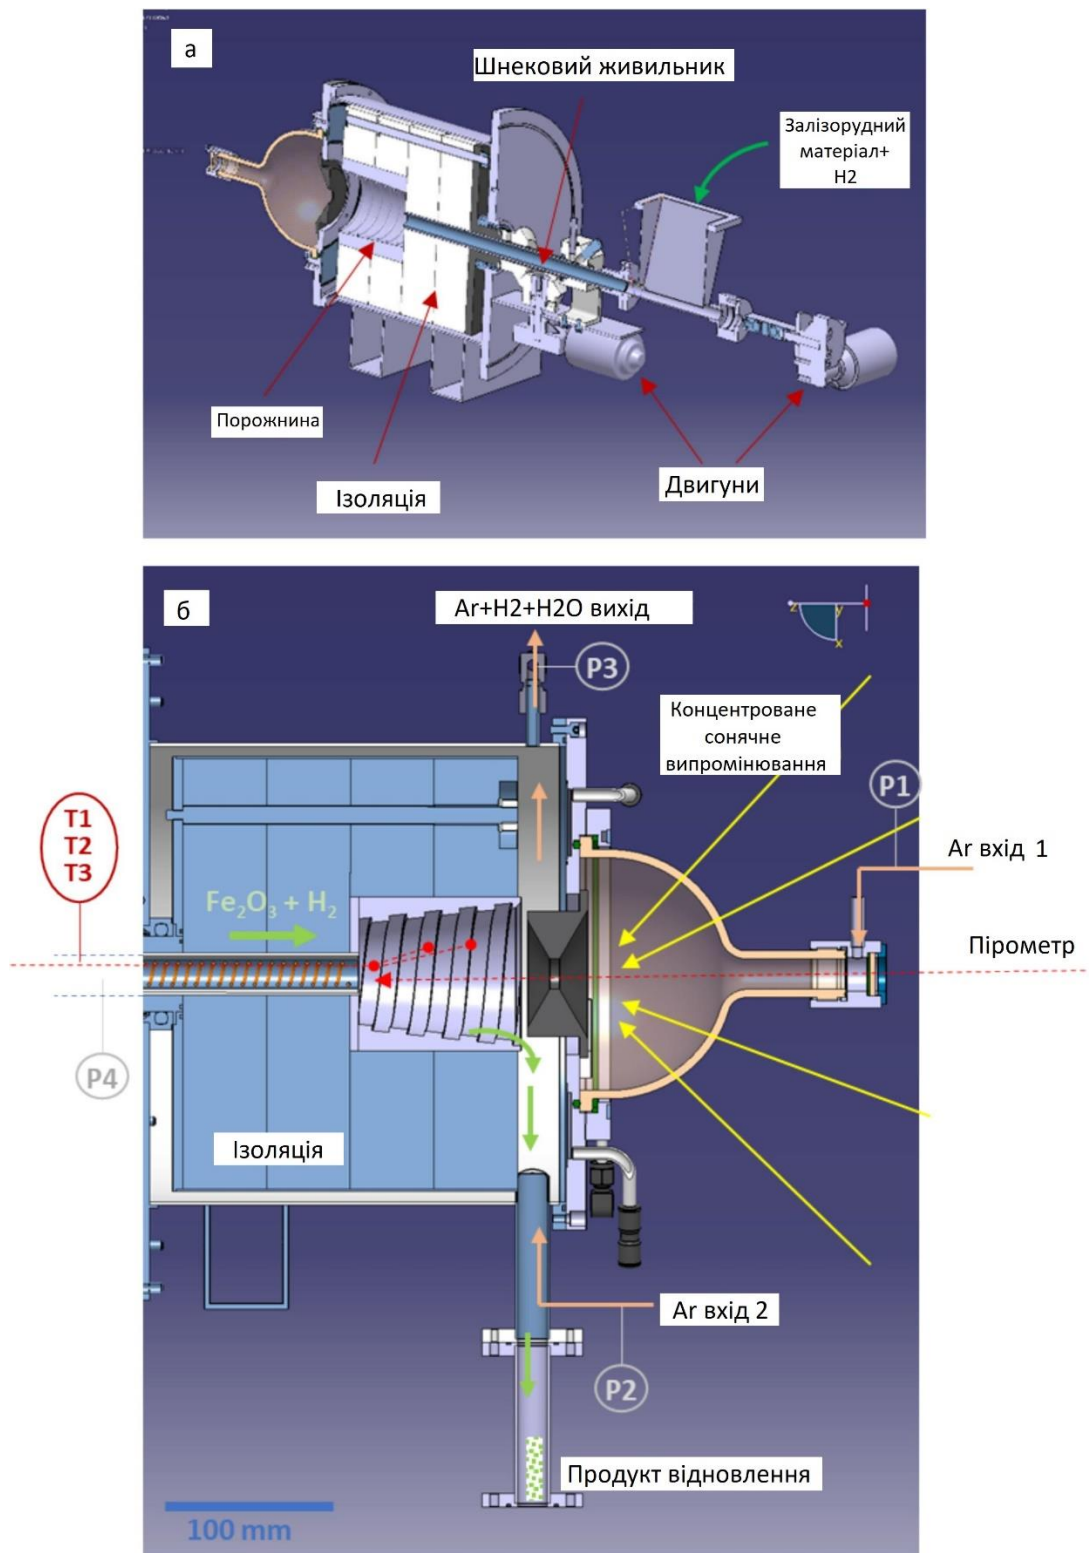 а
Шнековий живильник
Залізорудний
матеріал+
H2
Порожнина
Ізоляція
Двигуни
б
Ar+H2+H2O вихід
P3
z
y
x
Концентроване
сонячне
випромінювання
P1
T1
T2
T3
Ar вхід 1
Fe₂O₃ + H₂
Пірометр
P4
Ізоляція
Ar вхід 2
P2
Продукт відновлення
100 mm